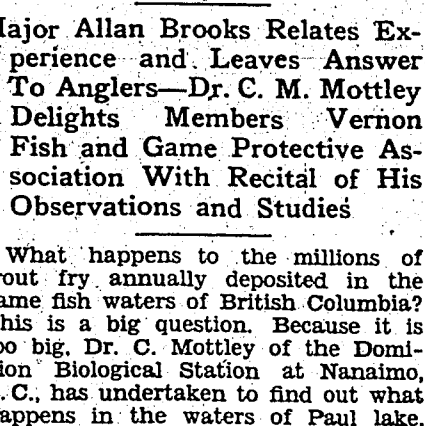 ajor Allan Brooks Relates Ex-
perience and Leaves Answer
To Anglers—Dr. C. M. Mottley
Delights Members Vernon
Fish and Game Protective As-
sociation With Recital of His
Observations and Studies
What happens to the millions of
rout fry annually deposited in the
ame fish waters of British Columbia?
his is a big question. Because it is
oo big, Dr. C. Mottley of the Domi-
ion Biological Station at Nanaimo,
. C., has undertaken to find out what
appens in the waters of Paul lake,